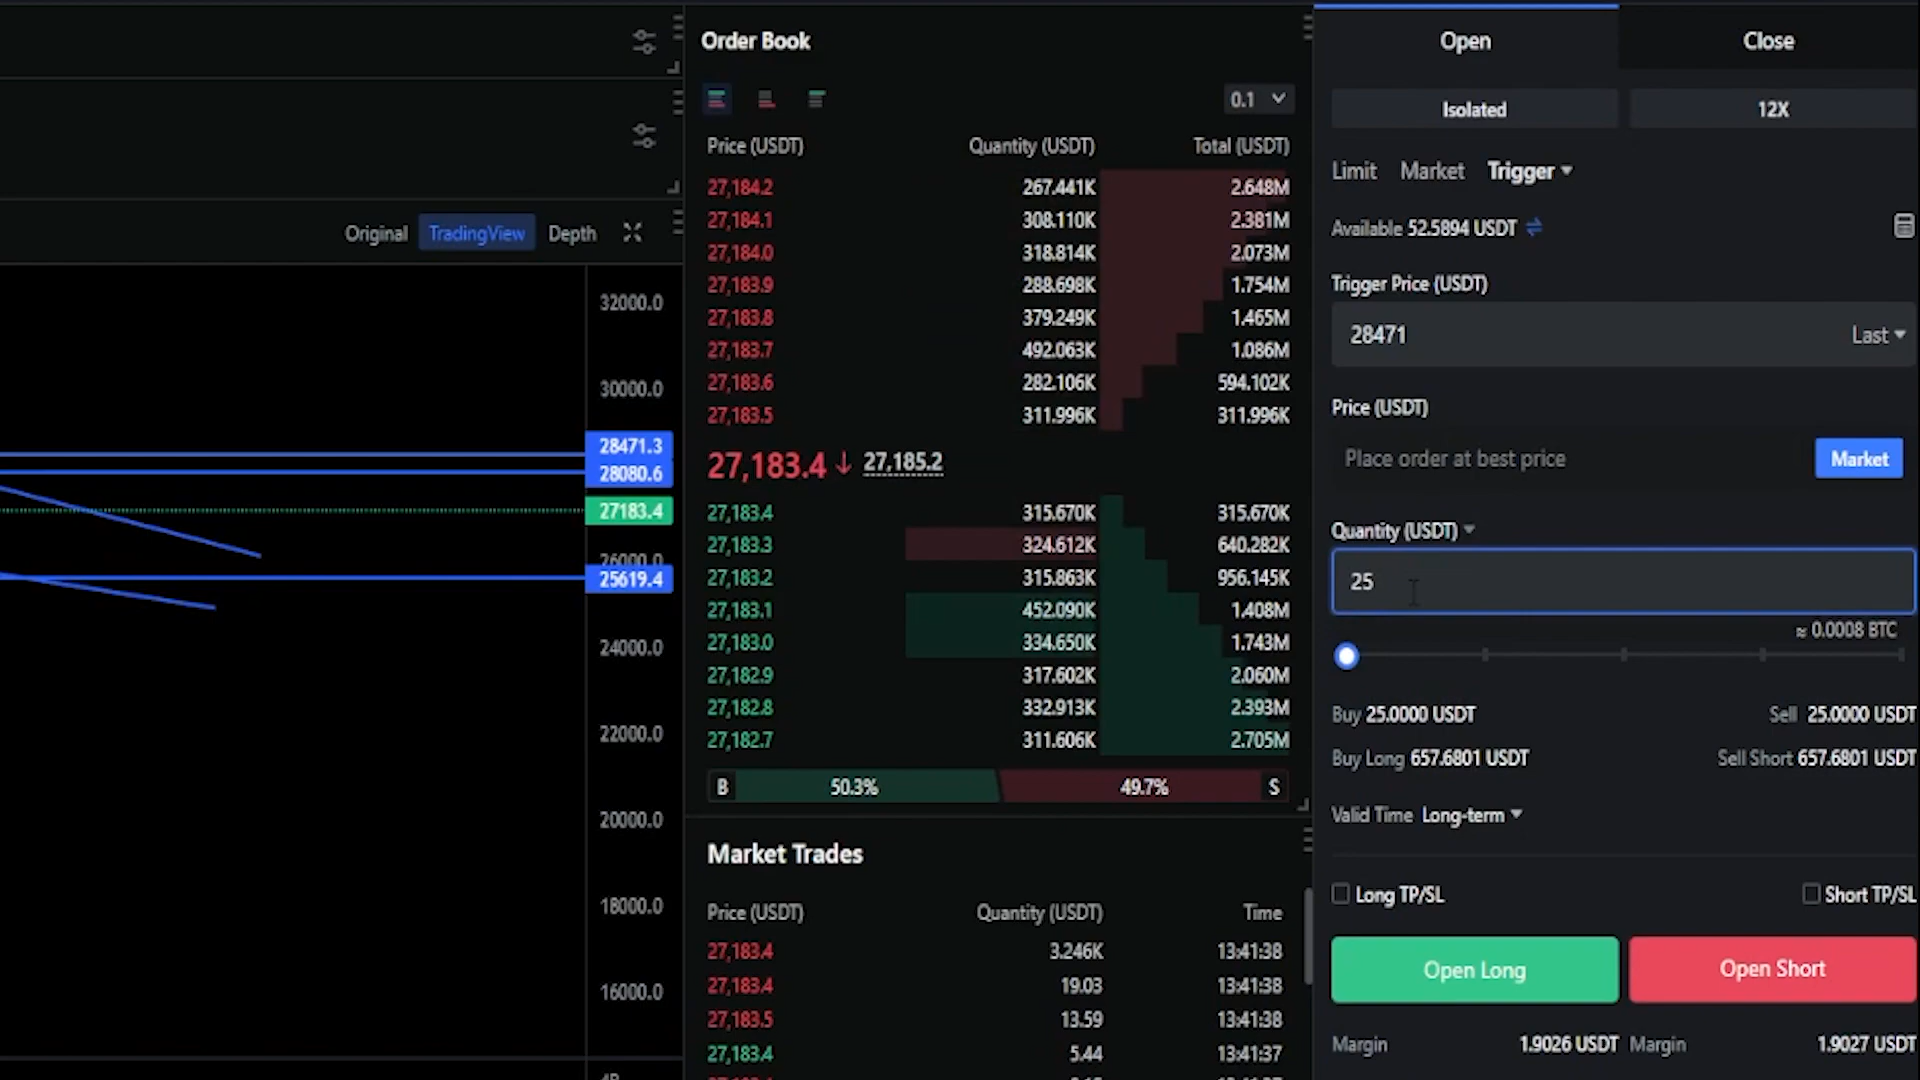 Original TradingView Depth
32000.0
30000.0
28471.3
28080.6
27183.4
26000.0
25619.4
24000.0
22000.0
20000.0
18000.0
16000.0
Order Book
0.1
Price (USDT) Quantity (USDT) Total (USDT)
27,184.2 267.441K 2.648M
27,184.1 308.110K 2.381M
27,184.0 318.814K 2.073M
27,183.9 288.698K 1.754M
27,183.8 379.249K 1.465M
27,183.7 492.063K 1.086M
27,183.6 282.106K 594.102K
27,183.5 311.996K 311.996K
27,183.4 ↓ 27,185.2
27,183.4 315.670K 315.670K
27,183.3 324.612K 640.282K
27,183.2 315.863K 956.145K
27,183.1 452.090K 1.408M
27,183.0 334.650K 1.743M
27,182.9 317.602K 2.060M
27,182.8 332.913K 2.393M
27,182.7 311.606K 2.705M
B 50.3% 49.7% S
Market Trades
Price (USDT) Quantity (USDT) Time
27,183.4 3.246K 13:41:38
27,183.4 19.03 13:41:38
27,183.5 13.59 13:41:38
27,183.4 5.44 13:41:37
Open Close
Isolated 12X
Limit Market Trigger
Available 52.5894 USDT
Trigger Price (USDT)
28471 Last
Price (USDT)
Place order at best price Market
Quantity (USDT)
25
≈ 0.0008 BTC
Buy 25.0000 USDT Sell 25.0000 USDT
Buy Long 657.6801 USDT Sell Short 657.6801 USDT
Valid Time Long-term
Long TP/SL Short TP/SL
Open Long Open Short
Margin 1.9026 USDT Margin 1.9027 USDT